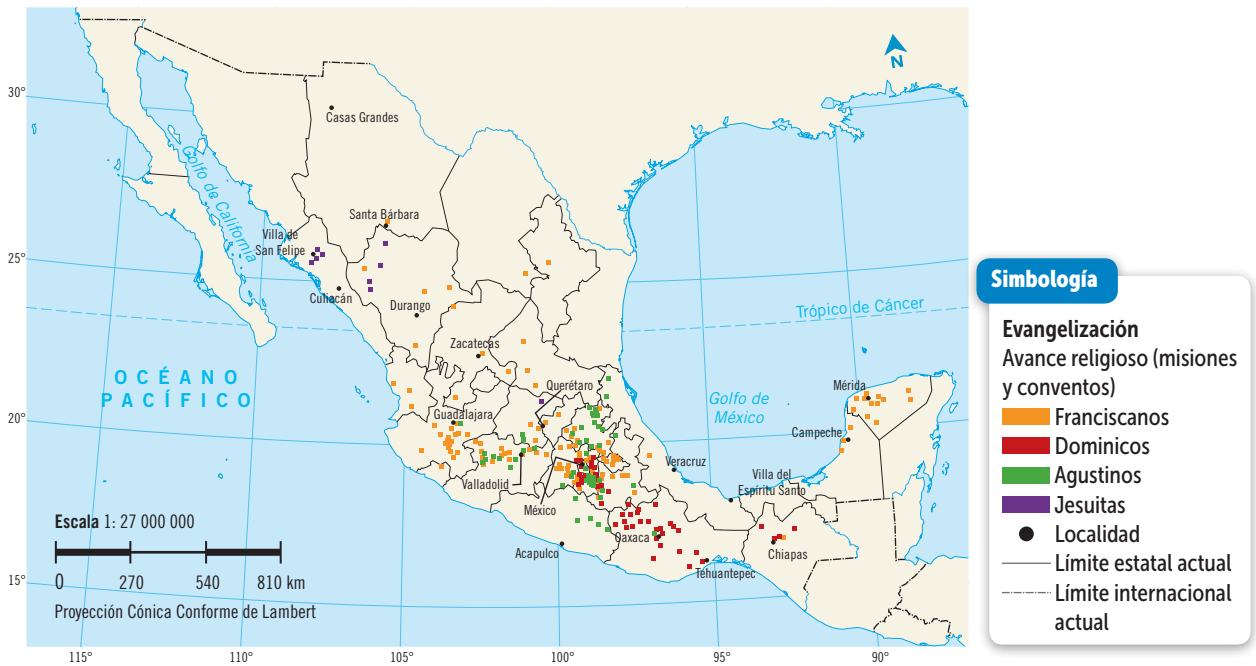 N
30°
25°
20°
15°
115°
110°
105°
100°
95°
90°
Casas Grandes
Golfo de California
Santa Bárbara
Villa de
San Felipe
Culiacán
Durango
Trópico de Cáncer
Zacatecas
OCÉANO
PACÍFICO
Querétaro
Golfo de
México
Mérida
Guadalajara
Campeche
Veracruz
Valladolid
Villa del
Espíritu Santo
México
Oaxaca
Acapulco
Chiapas
Tehuantepec
Escala 1: 27 000 000
0 270 540 810 km
Proyección Cónica Conforme de Lambert
Simbología
Evangelización
Avance religioso (misiones
y conventos)
Franciscanos
Dominicos
Agustinos
Jesuitas
Localidad
Límite estatal actual
Límite internacional
actual